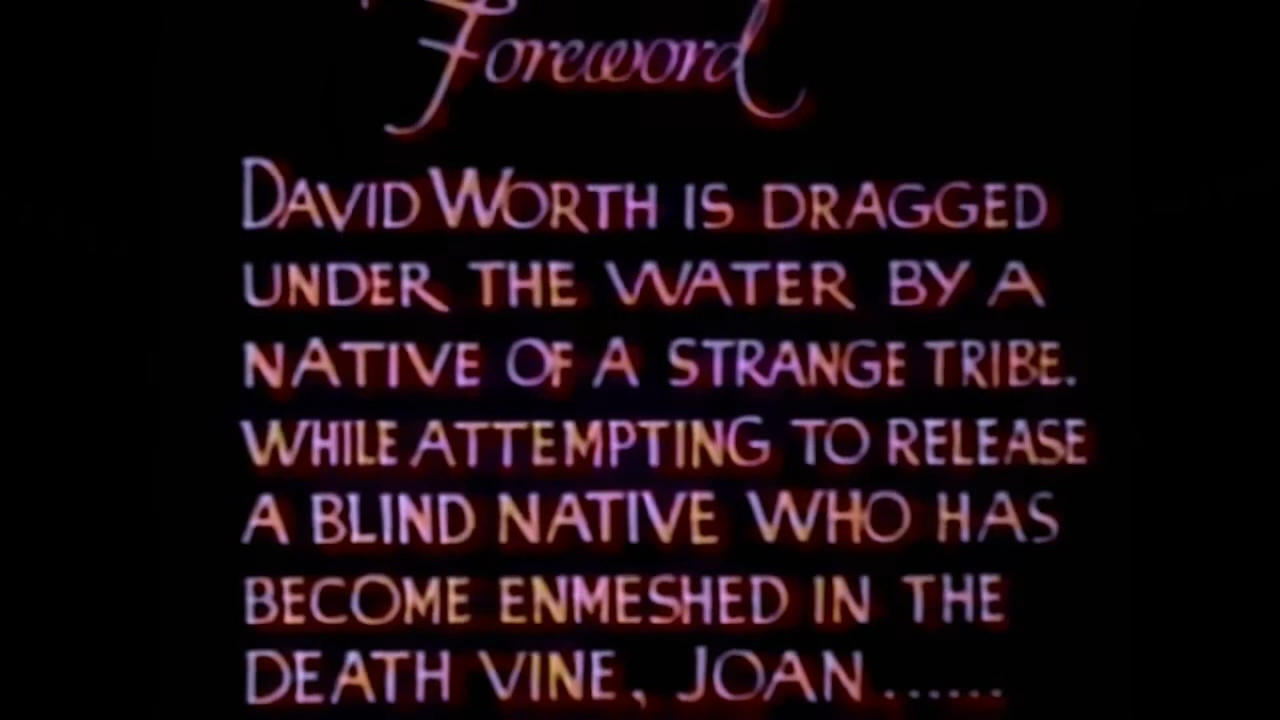 Foreword
DAVID WORTH IS DRAGGED
UNDER THE WATER BY A
NATIVE OF A STRANGE TRIBE.
WHILE ATTEMPTING TO RELEASE
A BLIND NATIVE WHO HAS
BECOME ENMESHED IN THE
DEATH VINE, JOAN ......